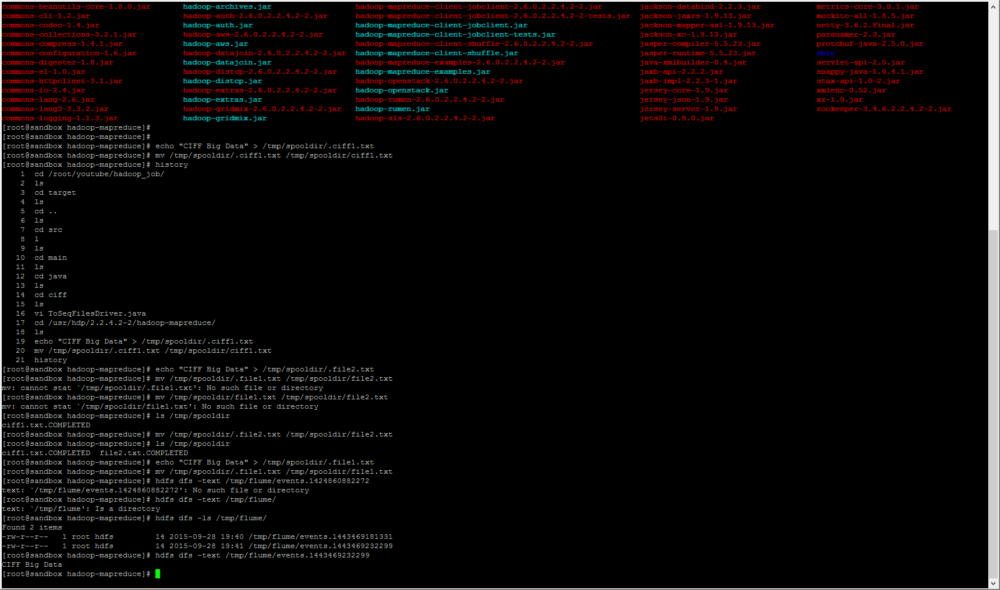 commons-beanutils-core-1.8.0.jar hadoop-archives.jar hadoop-mapreduce-client-jobclient-2.6.0.2.2.4.2-2.jar jackson-databind-2.2.3.jar metrics-core-3.0.1.jar
commons-cli-1.2.jar hadoop-auth-2.6.0.2.2.4.2-2.jar hadoop-mapreduce-client-jobclient-2.6.0.2.2.4.2-2-tests.jar jackson-jaxrs-1.9.13.jar mockito-all-1.8.5.jar
commons-codec-1.4.jar hadoop-auth.jar hadoop-mapreduce-client-jobclient.jar jackson-mapper-asl-1.9.13.jar netty-3.6.2.Final.jar
commons-collections-3.2.1.jar hadoop-aws-2.6.0.2.2.4.2-2.jar hadoop-mapreduce-client-jobclient-tests.jar jackson-xc-1.9.13.jar paranamer-2.3.jar
commons-compress-1.4.1.jar hadoop-aws.jar hadoop-mapreduce-client-shuffle-2.6.0.2.2.4.2-2.jar jasper-compiler-5.5.23.jar protobuf-java-2.5.0.jar
commons-configuration-1.6.jar hadoop-datajoin-2.6.0.2.2.4.2-2.jar hadoop-mapreduce-client-shuffle.jar jasper-runtime-5.5.23.jar sbin
commons-digester-1.8.jar hadoop-datajoin.jar hadoop-mapreduce-examples-2.6.0.2.2.4.2-2.jar java-xmlbuilder-0.4.jar servlet-api-2.5.jar
commons-el-1.0.jar hadoop-distcp-2.6.0.2.2.4.2-2.jar hadoop-mapreduce-examples.jar jaxb-api-2.2.2.jar snappy-java-1.0.4.1.jar
commons-httpclient-3.1.jar hadoop-distcp.jar hadoop-openstack-2.6.0.2.2.4.2-2.jar jaxb-impl-2.2.3-1.jar stax-api-1.0-2.jar
commons-io-2.4.jar hadoop-extras-2.6.0.2.2.4.2-2.jar hadoop-openstack.jar jersey-core-1.9.jar xmlenc-0.52.jar
commons-lang-2.6.jar hadoop-extras.jar hadoop-rumen-2.6.0.2.2.4.2-2.jar jersey-json-1.9.jar xz-1.0.jar
commons-lang3-3.3.2.jar hadoop-gridmix-2.6.0.2.2.4.2-2.jar hadoop-rumen.jar jersey-server-1.9.jar zookeeper-3.4.6.2.2.4.2-2.jar
commons-logging-1.1.3.jar hadoop-gridmix.jar hadoop-sls-2.6.0.2.2.4.2-2.jar jets3t-0.9.0.jar
[root@sandbox hadoop-mapreduce]#
[root@sandbox hadoop-mapreduce]#
[root@sandbox hadoop-mapreduce]# echo "CIFF Big Data" > /tmp/spooldir/.ciff1.txt
[root@sandbox hadoop-mapreduce]# mv /tmp/spooldir/.ciff1.txt /tmp/spooldir/ciff1.txt
[root@sandbox hadoop-mapreduce]# history
1 cd /root/youtube/hadoop_job/
2 ls
3 cd target
4 ls
5 cd ..
6 ls
7 cd src
8 l
9 ls
10 cd main
11 ls
12 cd java
13 ls
14 cd ciff
15 ls
16 vi ToSeqFilesDriver.java
17 cd /usr/hdp/2.2.4.2-2/hadoop-mapreduce/
18 ls
19 echo "CIFF Big Data" > /tmp/spooldir/.ciff1.txt
20 mv /tmp/spooldir/.ciff1.txt /tmp/spooldir/ciff1.txt
21 history
[root@sandbox hadoop-mapreduce]# echo "CIFF Big Data" > /tmp/spooldir/.file2.txt
[root@sandbox hadoop-mapreduce]# mv /tmp/spooldir/.file1.txt /tmp/spooldir/file2.txt
mv: cannot stat `/tmp/spooldir/.file1.txt': No such file or directory
[root@sandbox hadoop-mapreduce]# mv /tmp/spooldir/file1.txt /tmp/spooldir/file2.txt
mv: cannot stat `/tmp/spooldir/file1.txt': No such file or directory
[root@sandbox hadoop-mapreduce]# ls /tmp/spooldir
ciff1.txt.COMPLETED
[root@sandbox hadoop-mapreduce]# mv /tmp/spooldir/.file2.txt /tmp/spooldir/file2.txt
[root@sandbox hadoop-mapreduce]# ls /tmp/spooldir
ciff1.txt.COMPLETED file2.txt.COMPLETED
[root@sandbox hadoop-mapreduce]# echo "CIFF Big Data" > /tmp/spooldir/.file1.txt
[root@sandbox hadoop-mapreduce]# mv /tmp/spooldir/.file1.txt /tmp/spooldir/file1.txt
[root@sandbox hadoop-mapreduce]# hdfs dfs -text /tmp/flume/events.1424860882272
text: `/tmp/flume/events.1424860882272': No such file or directory
[root@sandbox hadoop-mapreduce]# hdfs dfs -text /tmp/flume/
text: `/tmp/flume': Is a directory
[root@sandbox hadoop-mapreduce]# hdfs dfs -ls /tmp/flume/
Found 2 items
-rw-r--r-- 1 root hdfs 14 2015-09-28 19:40 /tmp/flume/events.1443469181331
-rw-r--r-- 1 root hdfs 14 2015-09-28 19:41 /tmp/flume/events.1443469232299
[root@sandbox hadoop-mapreduce]# hdfs dfs -text /tmp/flume/events.1443469232299
CIFF Big Data
[root@sandbox hadoop-mapreduce]#